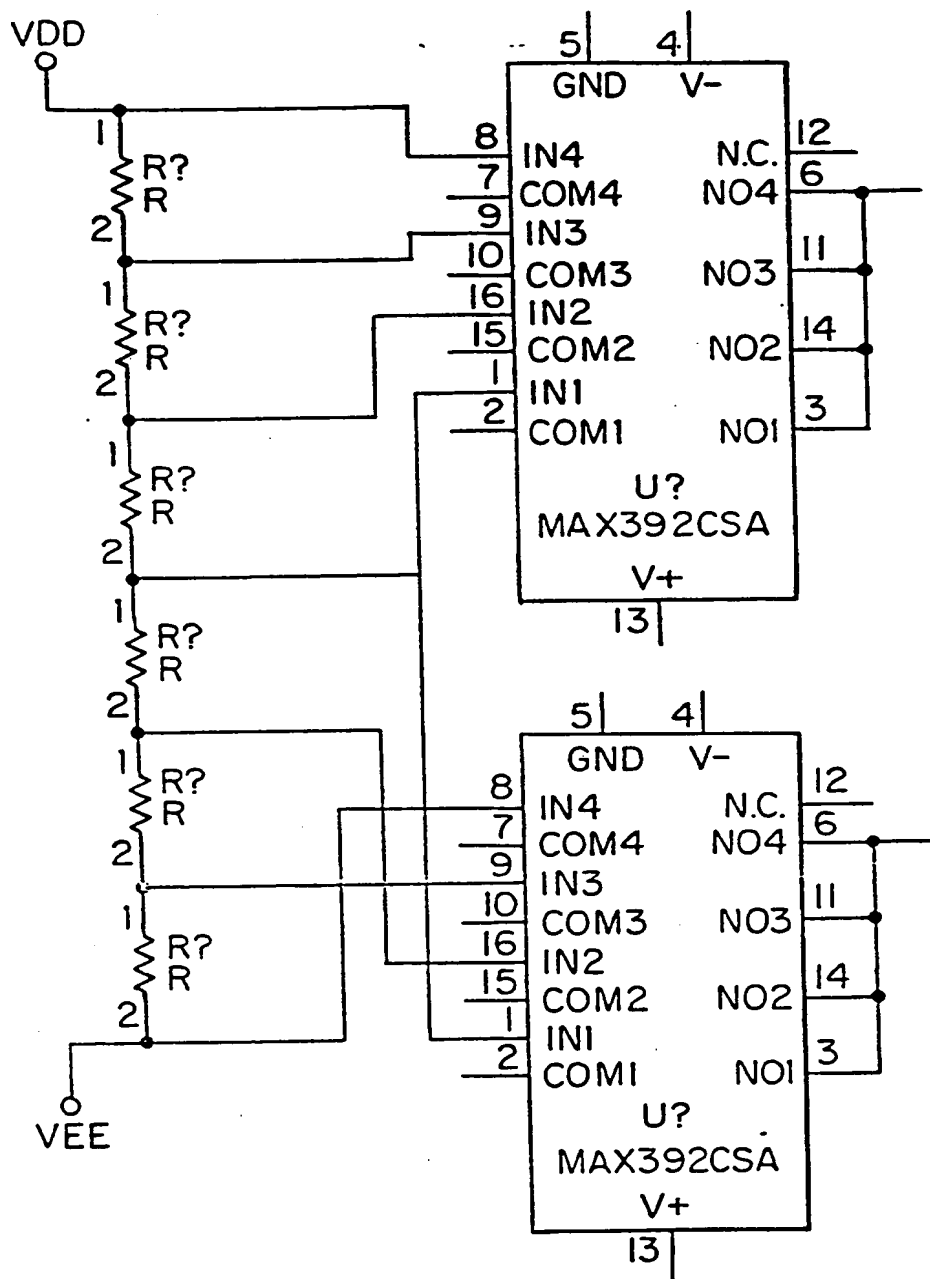 VDD
5 4
GND V-
1
R?
R
2
8 IN4 N.C. 12
7 COM4 NO4 6
9 IN3
10 COM3 NO3 11
16 IN2
15 COM2 NO2 14
1 IN1
2 COM1 NO1 3
U?
MAX392CSA
V+
13
1
R?
R
2
1
R?
R
2
1
R?
R
2
5 4
GND V-
1
R?
R
2
8 IN4 N.C. 12
7 COM4 NO4 6
9 IN3
10 COM3 NO3 11
16 IN2
15 COM2 NO2 14
1 IN1
2 COM1 NO1 3
U?
MAX392CSA
V+
13
1
R?
R
2
VEE